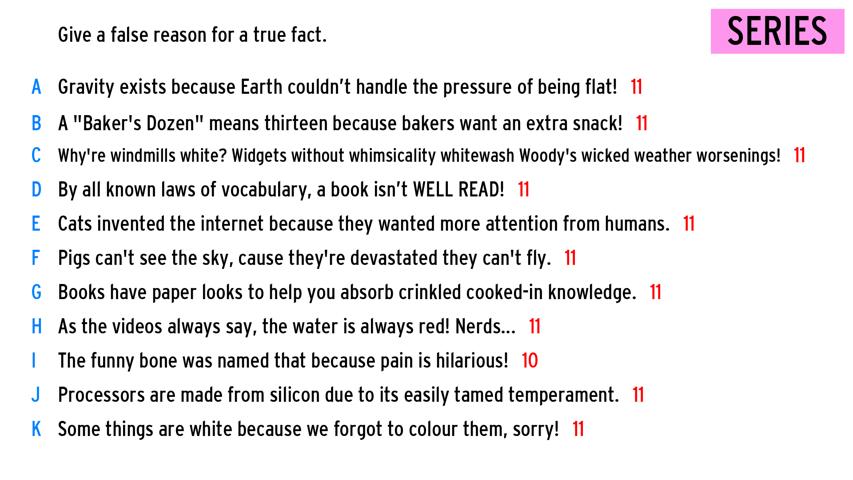 Give a false reason for a true fact.
SERIES
A Gravity exists because Earth couldn't handle the pressure of being flat! 11
B A "Baker's Dozen" means thirteen because bakers want an extra snack! 11
C Why're windmills white? Widgets without whimsicality whitewash Woody's wicked weather worsenings! 11
D By all known laws of vocabulary, a book isn't WELL READ! 11
E Cats invented the internet because they wanted more attention from humans. 11
F Pigs can't see the sky, cause they're devastated they can't fly. 11
G Books have paper looks to help you absorb crinkled cooked-in knowledge. 11
H As the videos always say, the water is always red! Nerds... 11
I The funny bone was named that because pain is hilarious! 10
J Processors are made from silicon due to its easily tamed temperament. 11
K Some things are white because we forgot to colour them, sorry! 11